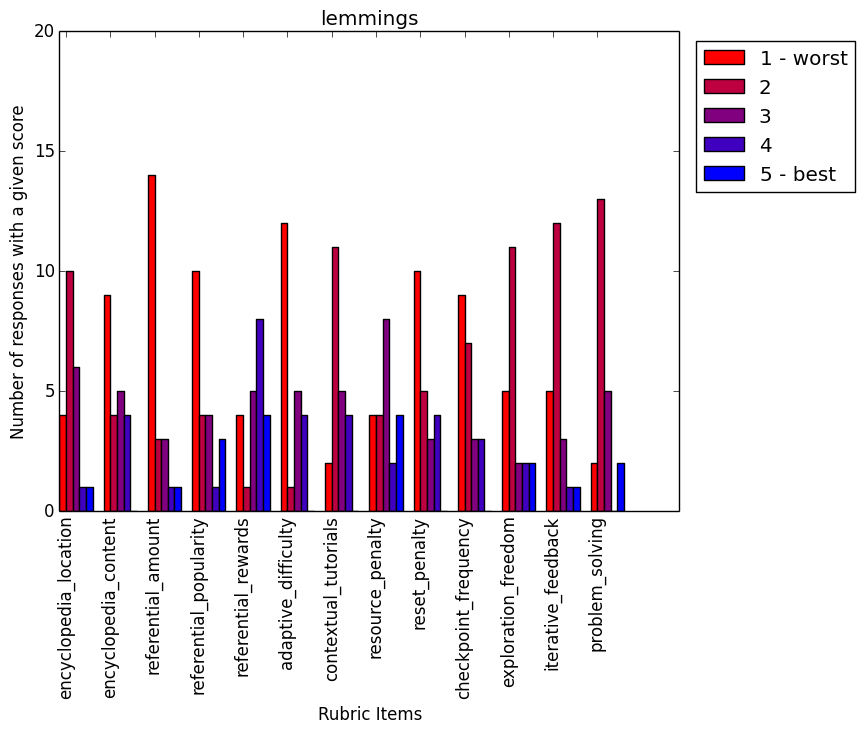 lemmings
20
15
10
5
0
Number of responses with a given score
encyclopedia_location
encyclopedia_content
referential_amount
referential_popularity
referential_rewards
adaptive_difficulty
contextual_tutorials
resource_penalty
reset_penalty
checkpoint_frequency
exploration_freedom
iterative_feedback
problem_solving
Rubric Items
1 - worst
2
3
4
5 - best